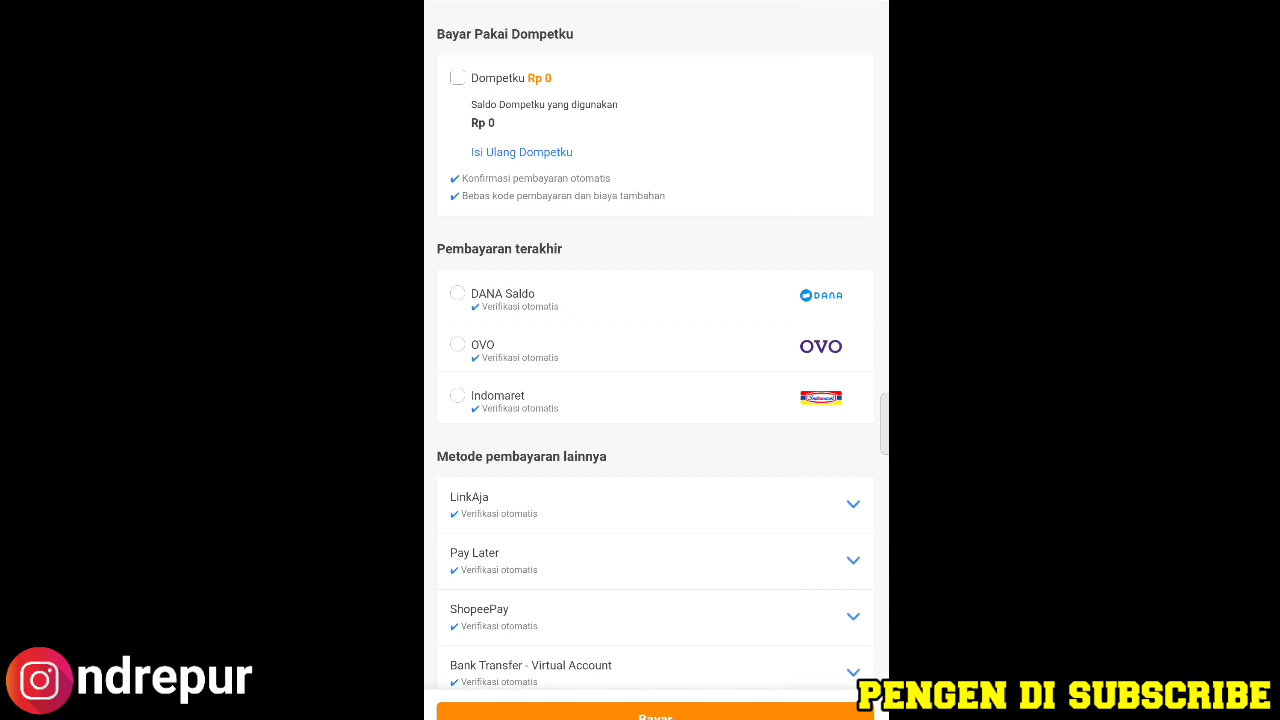 Bayar Pakai Dompetku
Dompetku Rp 0
Saldo Dompetku yang digunakan
Rp 0
Isi Ulang Dompetku
✔ Konfirmasi pembayaran otomatis
✔ Bebas kode pembayaran dan biaya tambahan
Pembayaran terakhir
DANA Saldo
✔ Verifikasi otomatis
DANA
OVO
✔ Verifikasi otomatis
OVO
Indomaret
✔ Verifikasi otomatis
Indomaret
Metode pembayaran lainnya
LinkAja
✔ Verifikasi otomatis
Pay Later
✔ Verifikasi otomatis
ShopeePay
✔ Verifikasi otomatis
Bank Transfer - Virtual Account
✔ Verifikasi otomatis
Bayar
ndrepur
PENGEN DI SUBSCRIBE